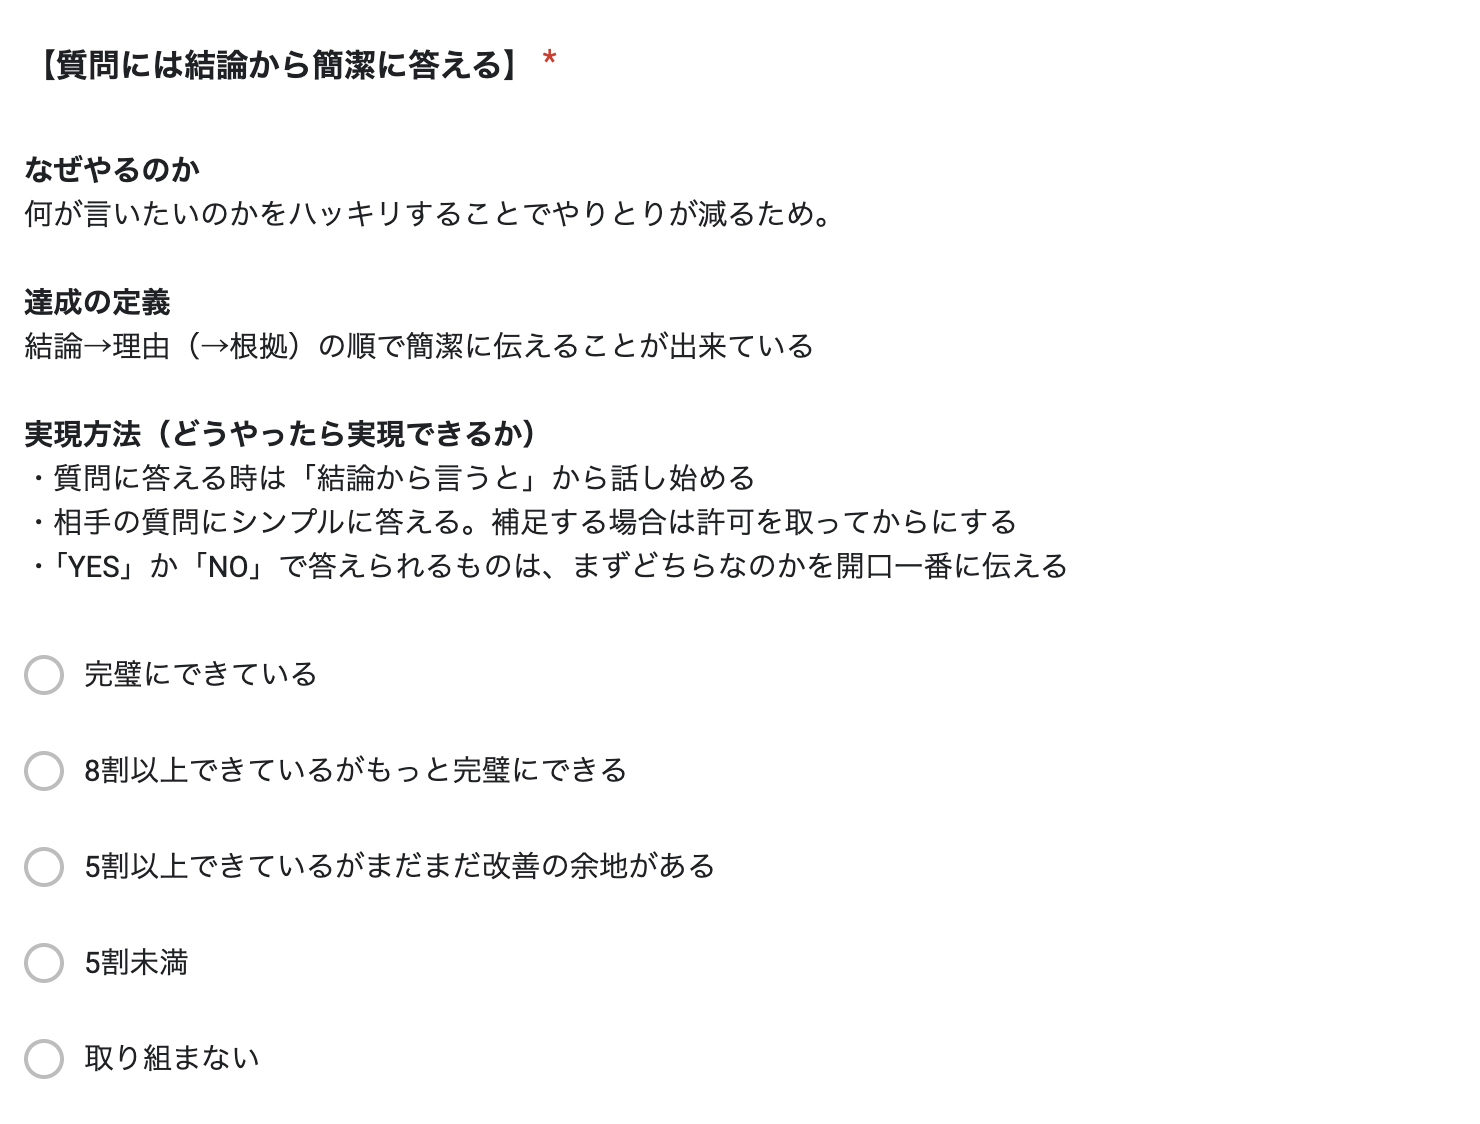 【質問には結論から簡潔に答える】 *
なぜやるのか
何が言いたいのかをハッキリすることでやりとりが減るため。
達成の定義
結論→理由（→根拠）の順で簡潔に伝えることが出来ている
実現方法（どうやったら実現できるか）
・質問に答える時は「結論から言うと」から話し始める
・相手の質問にシンプルに答える。補足する場合は許可を取ってからにする
・「YES」か「NO」で答えられるものは、まずどちらなのかを開口一番に伝える
完璧にできている
8割以上できているがもっと完璧にできる
5割以上できているがまだまだ改善の余地がある
5割未満
取り組まない